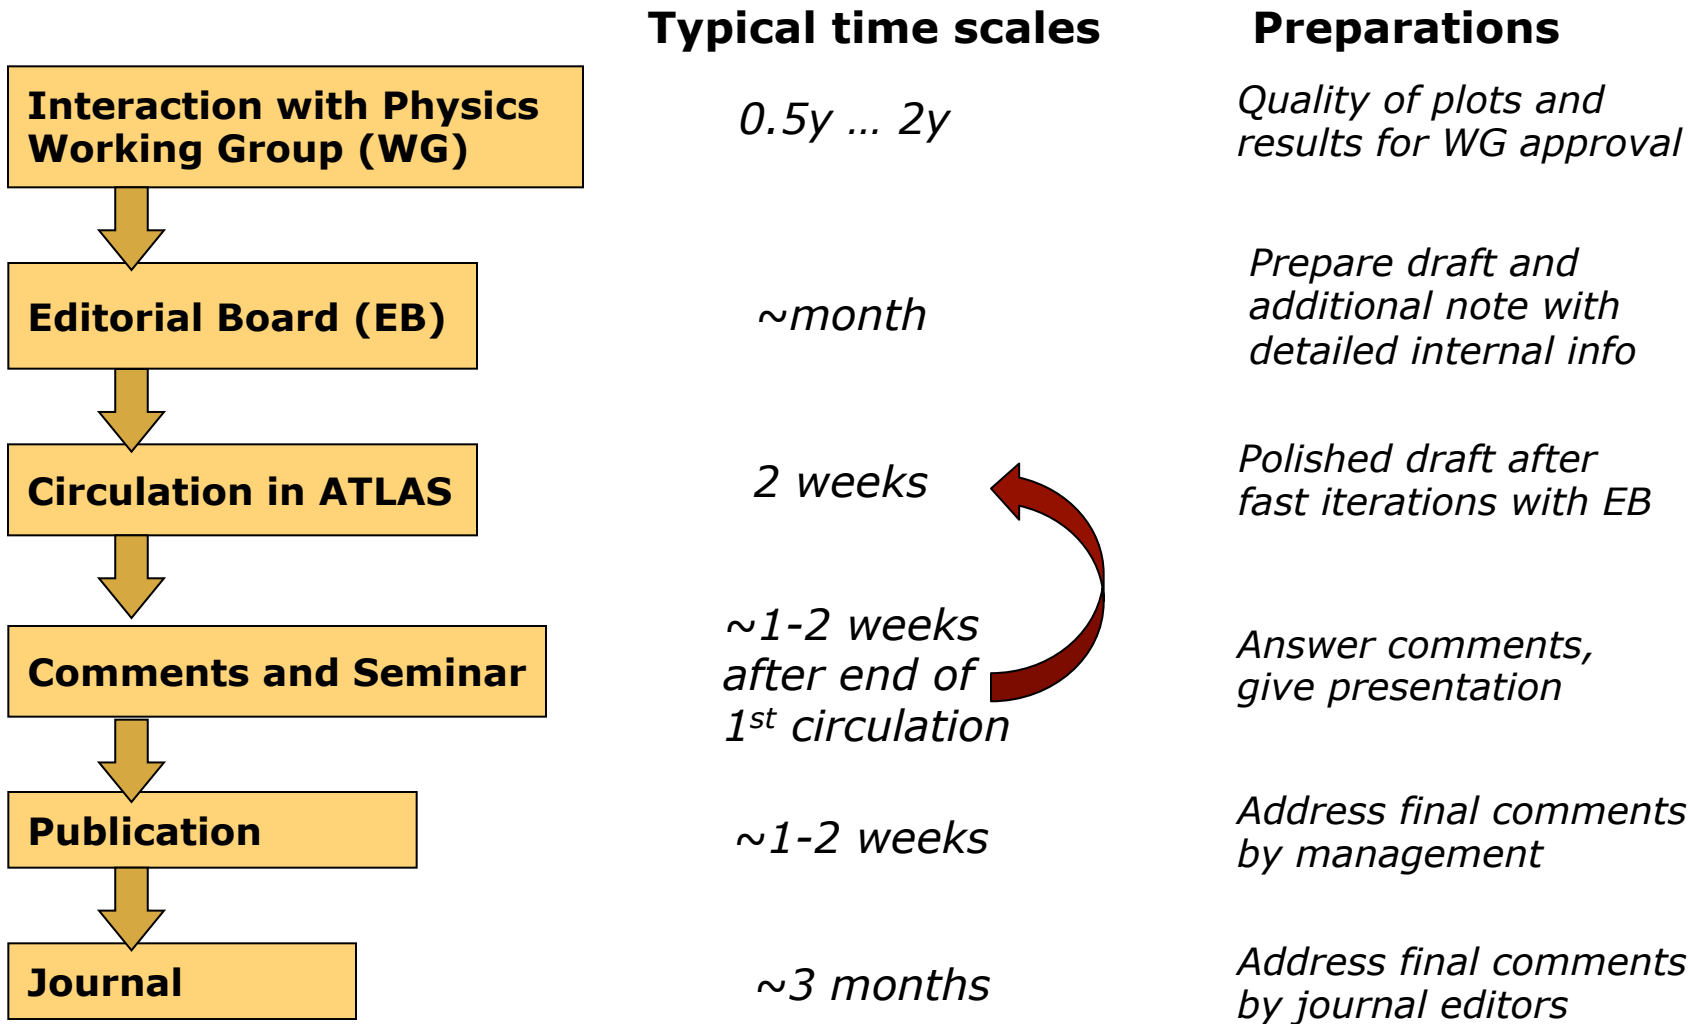 Typical time scales
Preparations
Interaction with Physics
Working Group (WG)
0.5y ... 2y
Quality of plots and
results for WG approval
Editorial Board (EB)
~month
Prepare draft and
additional note with
detailed internal info
Circulation in ATLAS
2 weeks
Polished draft after
fast iterations with EB
Comments and Seminar
~1-2 weeks
after end of
1st circulation
Answer comments,
give presentation
Publication
~1-2 weeks
Address final comments
by management
Journal
~3 months
Address final comments
by journal editors